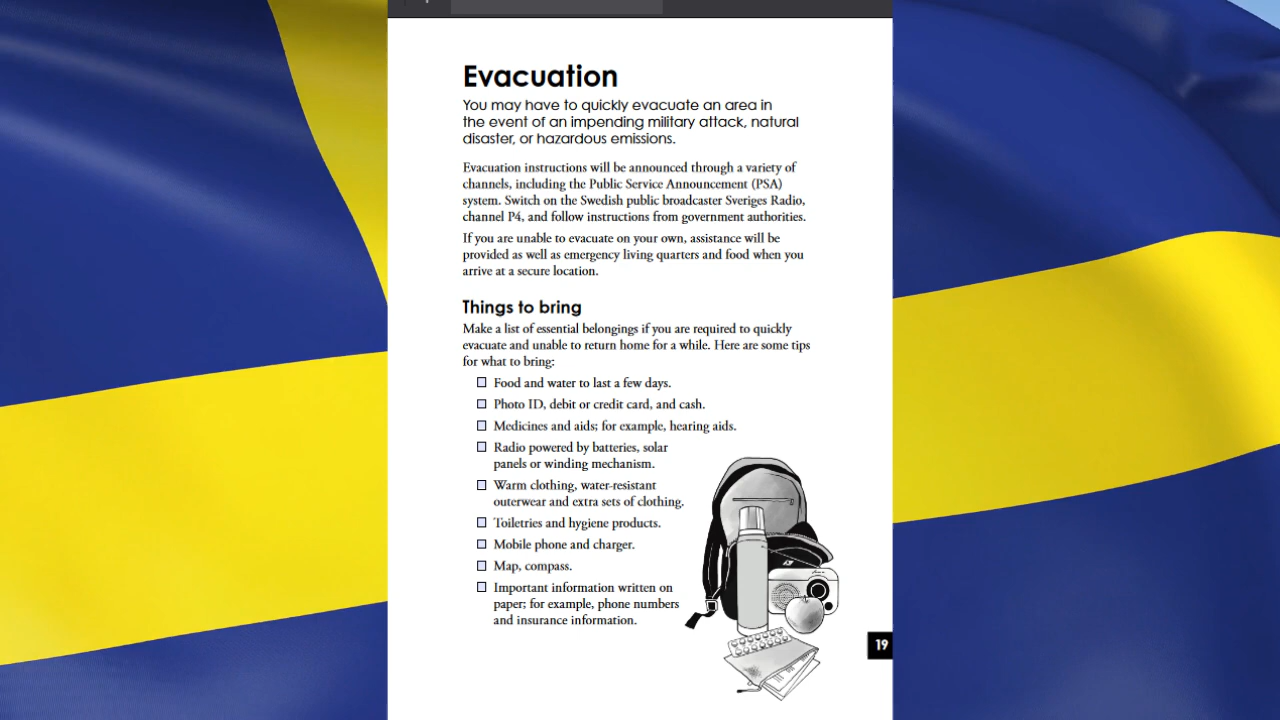 Evacuation
You may have to quickly evacuate an area in
the event of an impending military attack, natural
disaster, or hazardous emissions.
Evacuation instructions will be announced through a variety of
channels, including the Public Service Announcement (PSA)
system. Switch on the Swedish public broadcaster Sveriges Radio,
channel P4, and follow instructions from government authorities.
If you are unable to evacuate on your own, assistance will be
provided as well as emergency living quarters and food when you
arrive at a secure location.
Things to bring
Make a list of essential belongings if you are required to quickly
evacuate and unable to return home for a while. Here are some tips
for what to bring:
Food and water to last a few days.
Photo ID, debit or credit card, and cash.
Medicines and aids; for example, hearing aids.
Radio powered by batteries, solar
panels or winding mechanism.
Warm clothing, water-resistant
outerwear and extra sets of clothing.
Toiletries and hygiene products.
Mobile phone and charger.
Map, compass.
Important information written on
paper; for example, phone numbers
and insurance information.
19